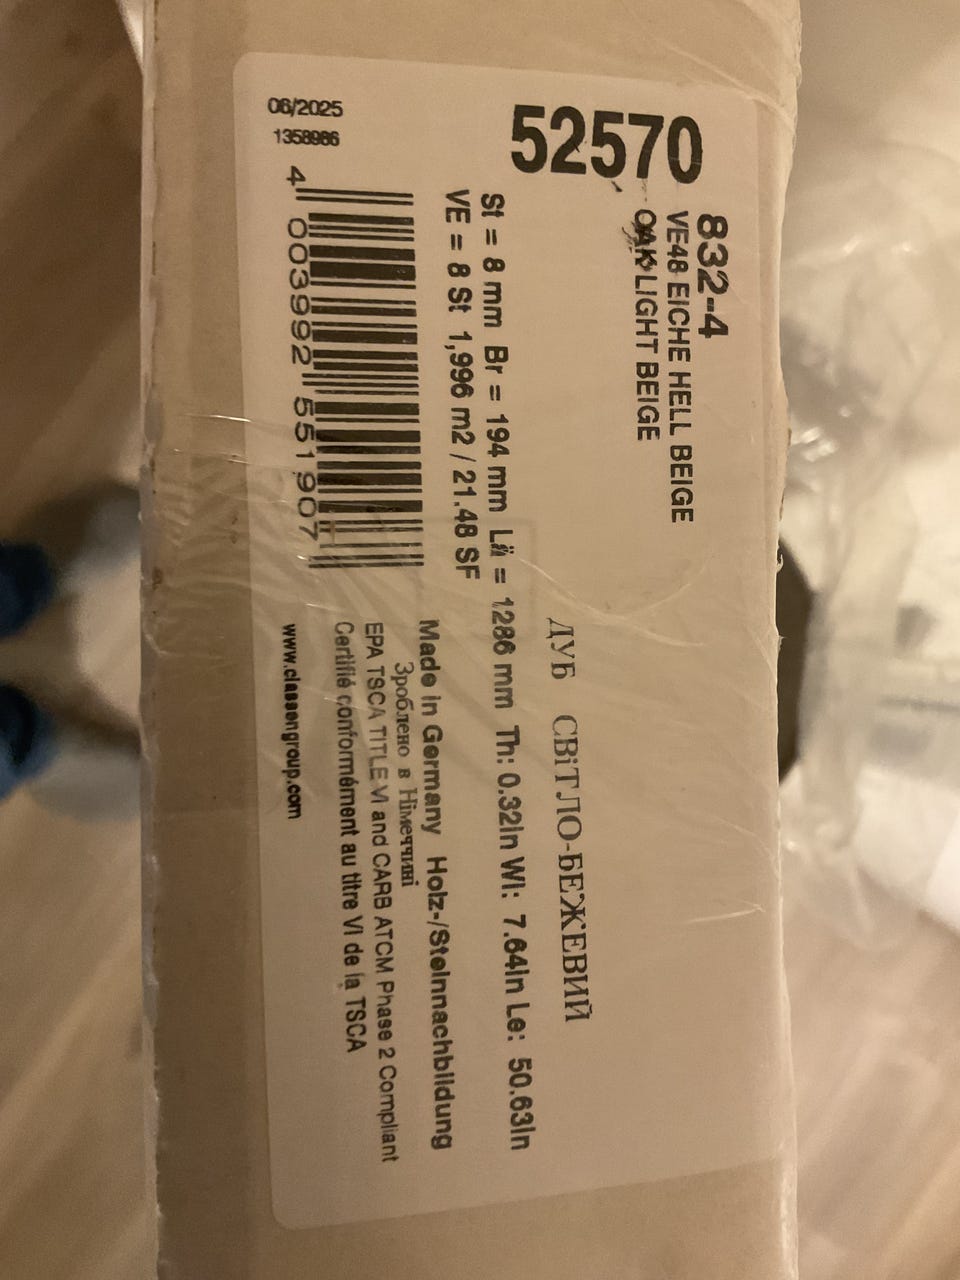 832-4
VE48 EICHE HELL BEIGE
OAK LIGHT BEIGE
52570
ДУБ СВіТЛО-БЕЖЕВИЙ
St = 8 mm Br = 194 mm Lä = 1286 mm Th: 0.32In Wi: 7.64In Le: 50.63In
VE = 8 St 1,996 m2 / 21.48 SF
Made in Germany Holz-/Steinnachbildung
Зроблено в Німеччині
EPA TSCA TITLE VI and CARB ATCM Phase 2 Compliant
Certifié conformément au titre VI de la TSCA
www.classengroup.com
06/2025
1358986
4 003992 551907